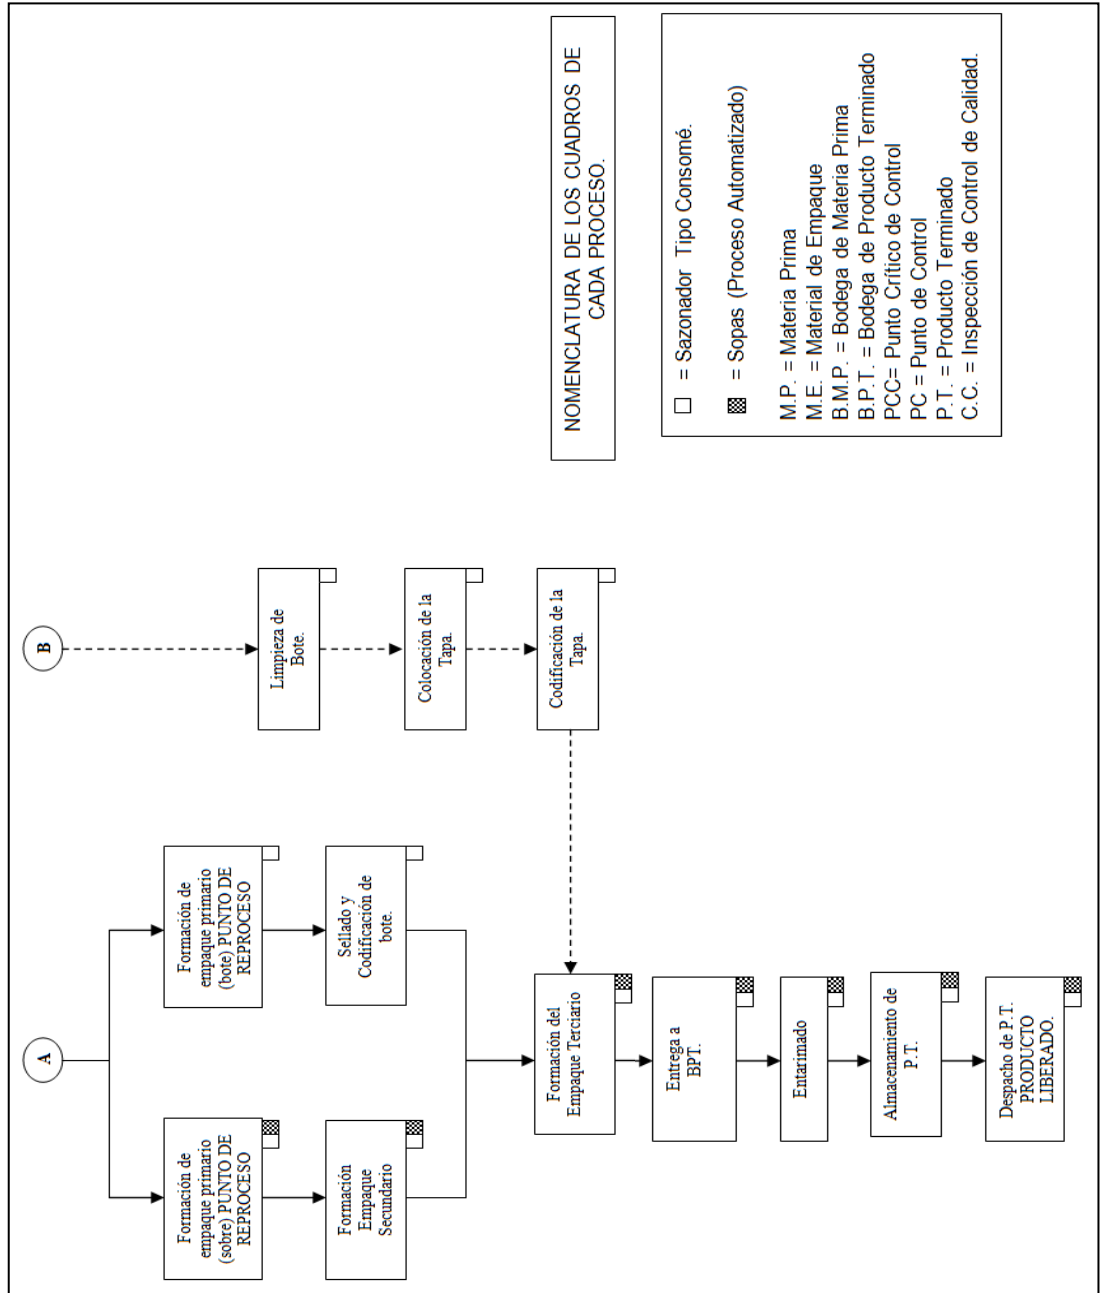 A
B
Formación de
empaque primario
(sobre) PUNTO DE
REPROCESO
Formación de
empaque primario
(bote) PUNTO DE
REPROCESO
Limpieza de
Bote.
Formación
Empaque
Secundario
Sellado y
Codificación de
bote.
Colocación de la
Tapa.
Formación del
Empaque Terciario
Codificación de la
Tapa.
Entrega a
BPT.
Entarimado
Almacenamiento de
P.T.
Despacho de P.T.
PRODUCTO
LIBERADO.
NOMENCLATURA DE LOS CUADROS DE
CADA PROCESO.
= Sazonador Tipo Consomé.
= Sopas (Proceso Automatizado)
M.P. = Materia Prima
M.E. = Material de Empaque
B.M.P. = Bodega de Materia Prima
B.P.T. = Bodega de Producto Terminado
PCC= Punto Crítico de Control
PC = Punto de Control
P.T. = Producto Terminado
C.C. = Inspección de Control de Calidad.